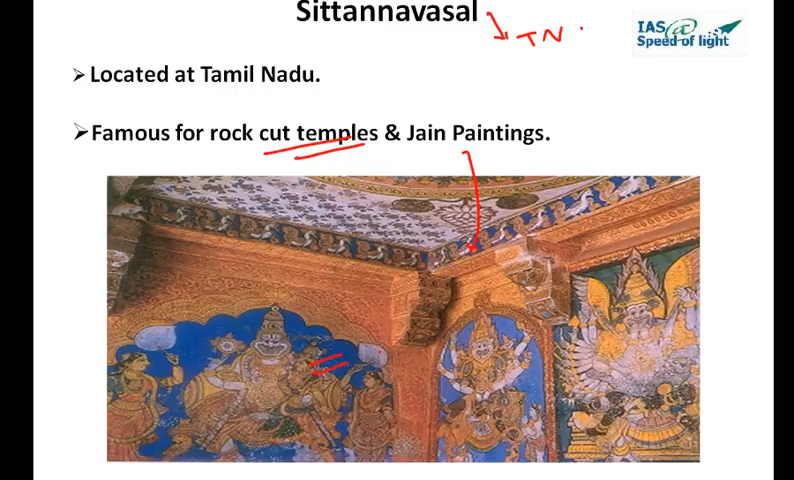 Sittannavasal
TN.
IAS@
Speed of light
Located at Tamil Nadu.
Famous for rock cut temples & Jain Paintings.